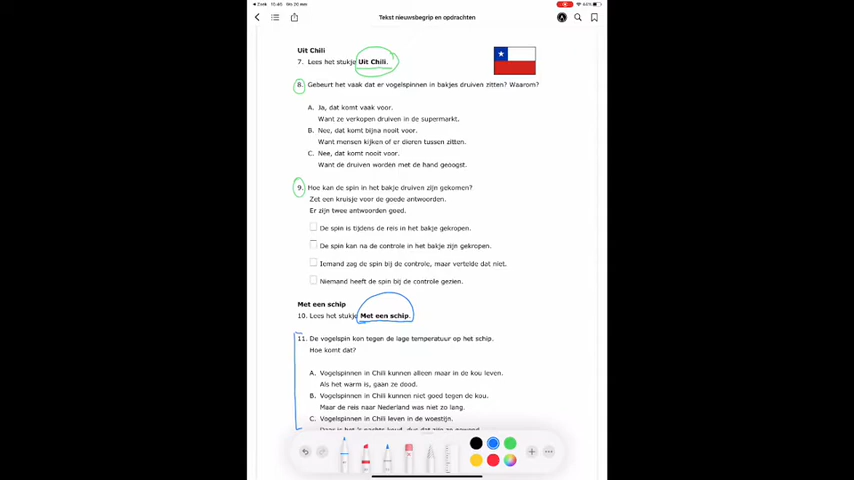 Tekst nieuwsbegrip en opdrachten
Uit Chili
7. Lees het stukje Uit Chili.
8. Gebeurt het vaak dat er vogelspinnen in bakjes druiven zitten? Waarom?
A. Ja, dat komt vaak voor.
Want ze verkopen druiven in de supermarkt.
B. Nee, dat komt bijna nooit voor.
Want mensen kijken of er dieren tussen zitten.
C. Nee, dat komt nooit voor.
Want de druiven worden met de hand geoogst.
9. Hoe kan de spin in het bakje druiven zijn gekomen?
Zet een kruisje voor de goede antwoorden.
Er zijn twee antwoorden goed.
De spin is tijdens de reis in het bakje gekropen.
De spin kan na de controle in het bakje zijn gekropen.
Iemand zag de spin bij de controle, maar vertelde dat niet.
Niemand heeft de spin bij de controle gezien.
Met een schip
10. Lees het stukje Met een schip.
11. De vogelspin kon tegen de lage temperatuur op het schip.
Hoe komt dat?
A. Vogelspinnen in Chili kunnen alleen maar in de kou leven.
Als het warm is, gaan ze dood.
B. Vogelspinnen in Chili kunnen niet goed tegen de kou.
Maar de reis naar Nederland was niet zo lang.
C. Vogelspinnen in Chili leven in de woestijn.